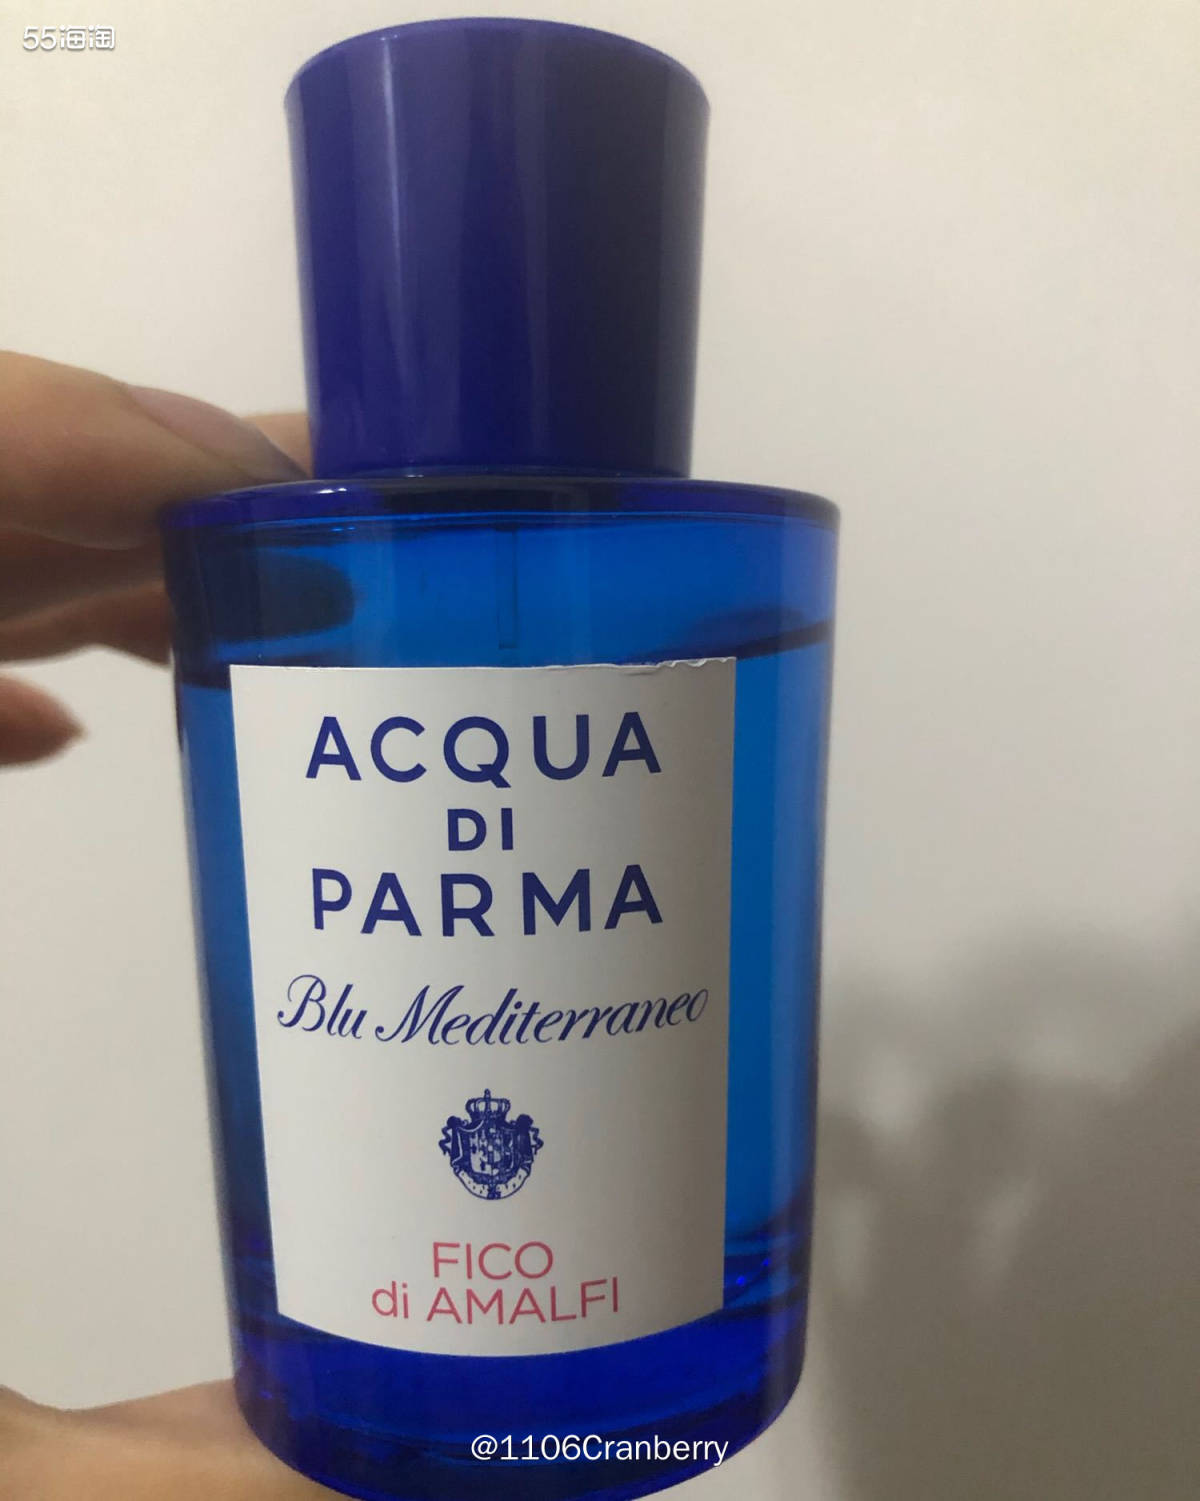 55海淘
ACQUA
DI
PARMA
Blu Mediterraneo
FICO
di AMALFI
@1106Cranberry